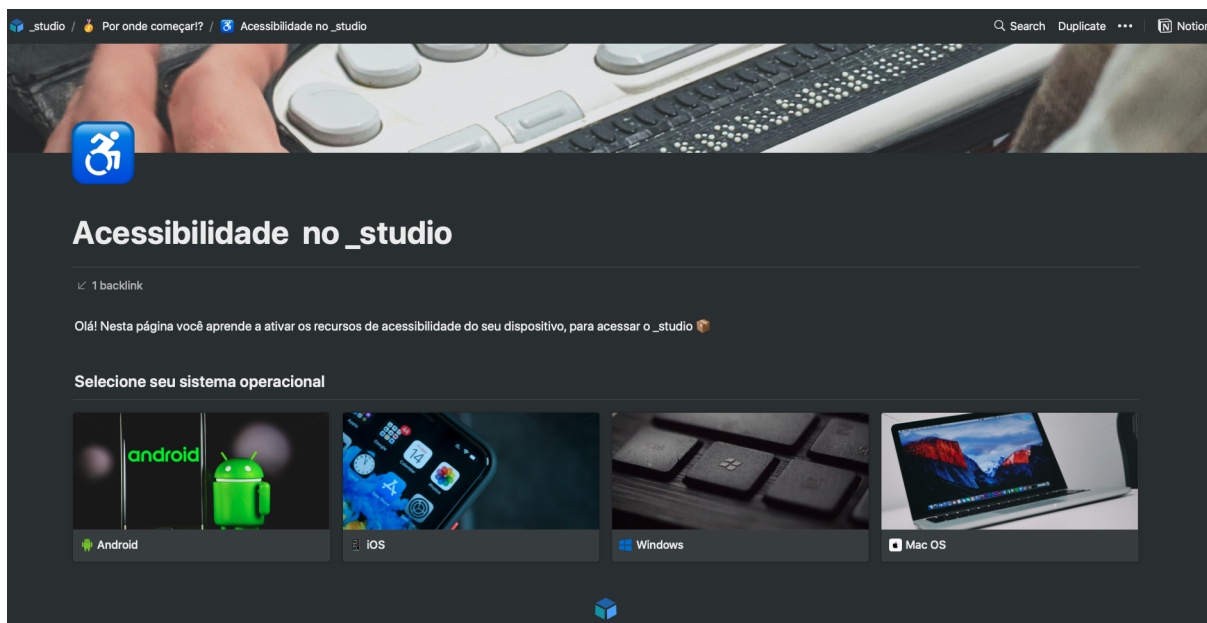 _studio / Por onde começar!? / Acessibilidade no _studio
Search Duplicate ••• Notion
Acessibilidade no _studio
1 backlink
Olá! Nesta página você aprende a ativar os recursos de acessibilidade do seu dispositivo, para acessar o _studio
Selecione seu sistema operacional
android
Android
iOS
Windows
Mac OS